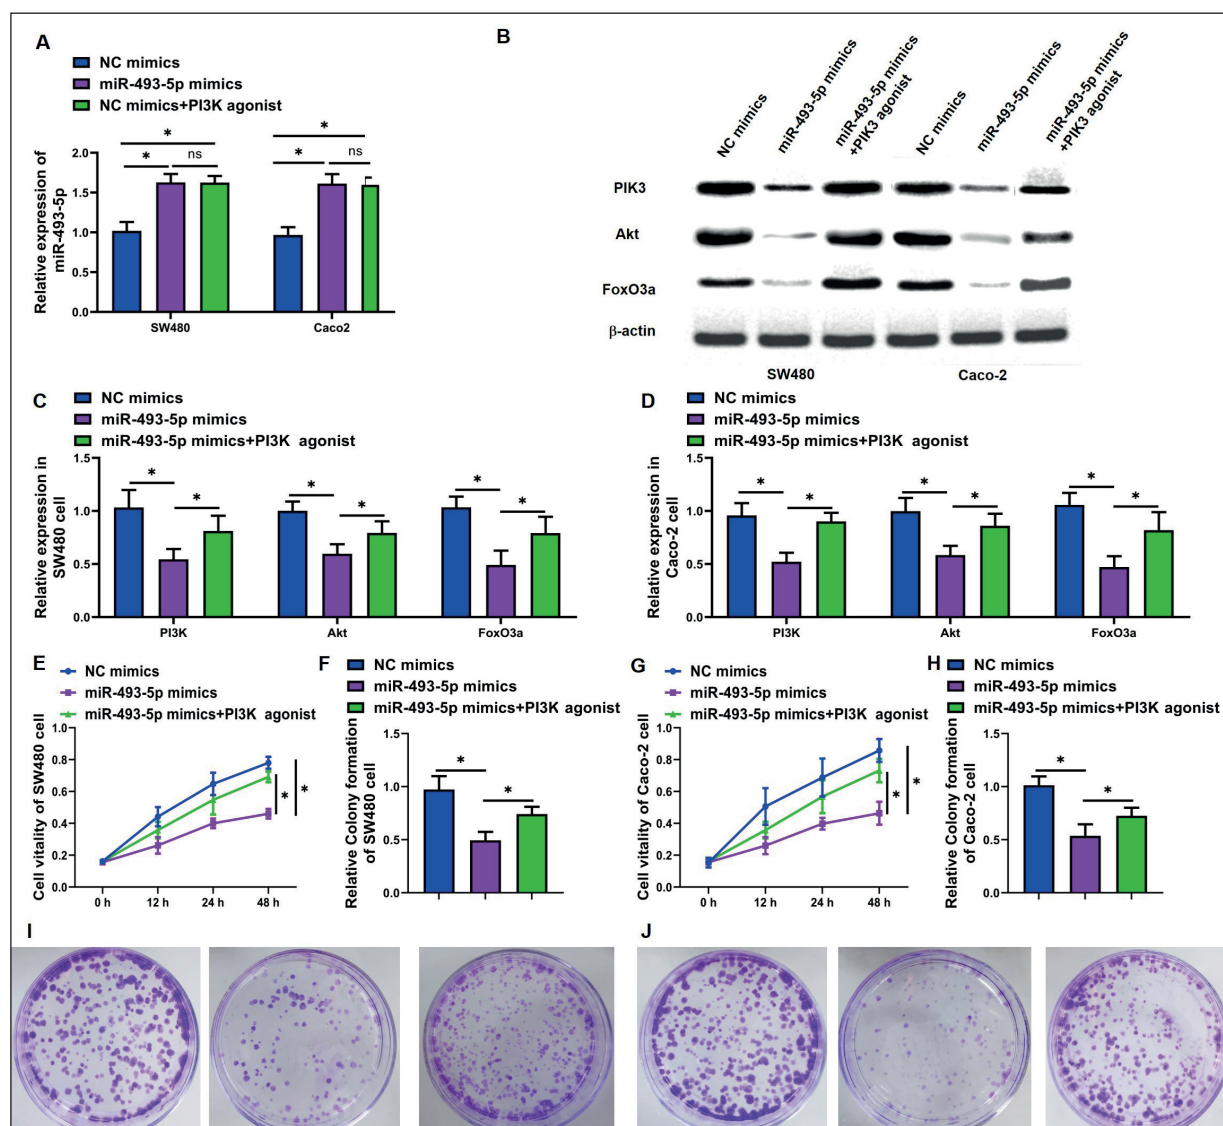 A
NC mimics
miR-493-5p mimics
NC mimics+PI3K agonist
Relative expression of
miR-493-5p
2.0
1.5
1.0
0.5
0.0
*
*
ns
*
*
ns
SW480
Caco2
B
NC mimics
miR-493-5p mimics
miR-493-5p mimics
+PIK3 agonist
NC mimics
miR-493-5p mimics
miR-493-5p mimics
+PIK3 agonist
PIK3
Akt
FoxO3a
β-actin
SW480
Caco-2
C
NC mimics
miR-493-5p mimics
miR-493-5p mimics+PI3K agonist
Relative expression in
SW480 cell
1.5
1.0
0.5
0.0
*
*
*
*
*
*
PI3K
Akt
FoxO3a
D
NC mimics
miR-493-5p mimics
miR-493-5p mimics+PI3K agonist
Relative expression in
Caco-2 cell
1.5
1.0
0.5
0.0
*
*
*
*
*
*
PI3K
Akt
FoxO3a
E
NC mimics
miR-493-5p mimics
miR-493-5p mimics+PI3K agonist
Cell vitality of SW480 cell
1.0
0.8
0.6
0.4
0.2
0.0
*
*
0 h
12 h
24 h
48 h
F
NC mimics
miR-493-5p mimics
miR-493-5p mimics+PI3K agonist
Relative Colony formation
of SW480 cell
1.5
1.0
0.5
0.0
*
*
G
NC mimics
miR-493-5p mimics
miR-493-5p mimics+PI3K agonist
Cell vitality of Caco-2 cell
1.0
0.8
0.6
0.4
0.2
0.0
*
*
0 h
12 h
24 h
48 h
H
NC mimics
miR-493-5p mimics
miR-493-5p mimics+PI3K agonist
Relative Colony formation
of Caco-2 cell
1.5
1.0
0.5
0.0
*
*
I
J